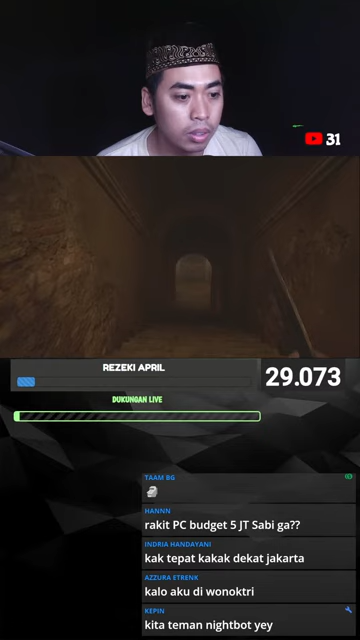 31
REZEKI APRIL
29.073
DUKUNGAN LIVE
TAAM BG
HANNN
rakit PC budget 5 JT Sabi ga??
INDRIA HANDAYANI
kak tepat kakak dekat jakarta
AZZURA ETRENK
kalo aku di wonoktri
KEPIN
kita teman nightbot yey